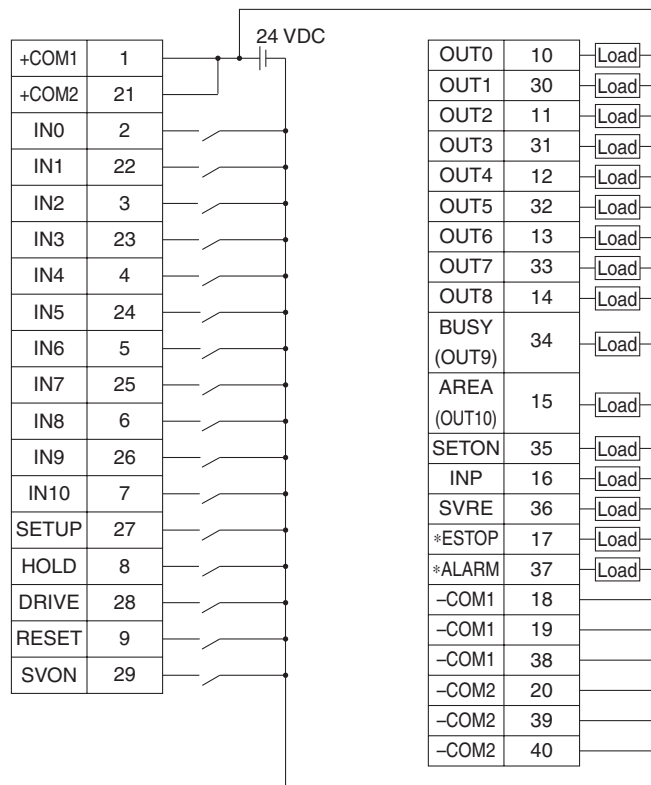 24 VDC
+COM1 1
+COM2 21
IN0 2
IN1 22
IN2 3
IN3 23
IN4 4
IN5 24
IN6 5
IN7 25
IN8 6
IN9 26
IN10 7
SETUP 27
HOLD 8
DRIVE 28
RESET 9
SVON 29
OUT0 10 Load
OUT1 30 Load
OUT2 11 Load
OUT3 31 Load
OUT4 12 Load
OUT5 32 Load
OUT6 13 Load
OUT7 33 Load
OUT8 14 Load
BUSY
(OUT9) 34 Load
AREA
(OUT10) 15 Load
SETON 35 Load
INP 16 Load
SVRE 36 Load
*ESTOP 17 Load
*ALARM 37 Load
–COM1 18
–COM1 19
–COM1 38
–COM2 20
–COM2 39
–COM2 40